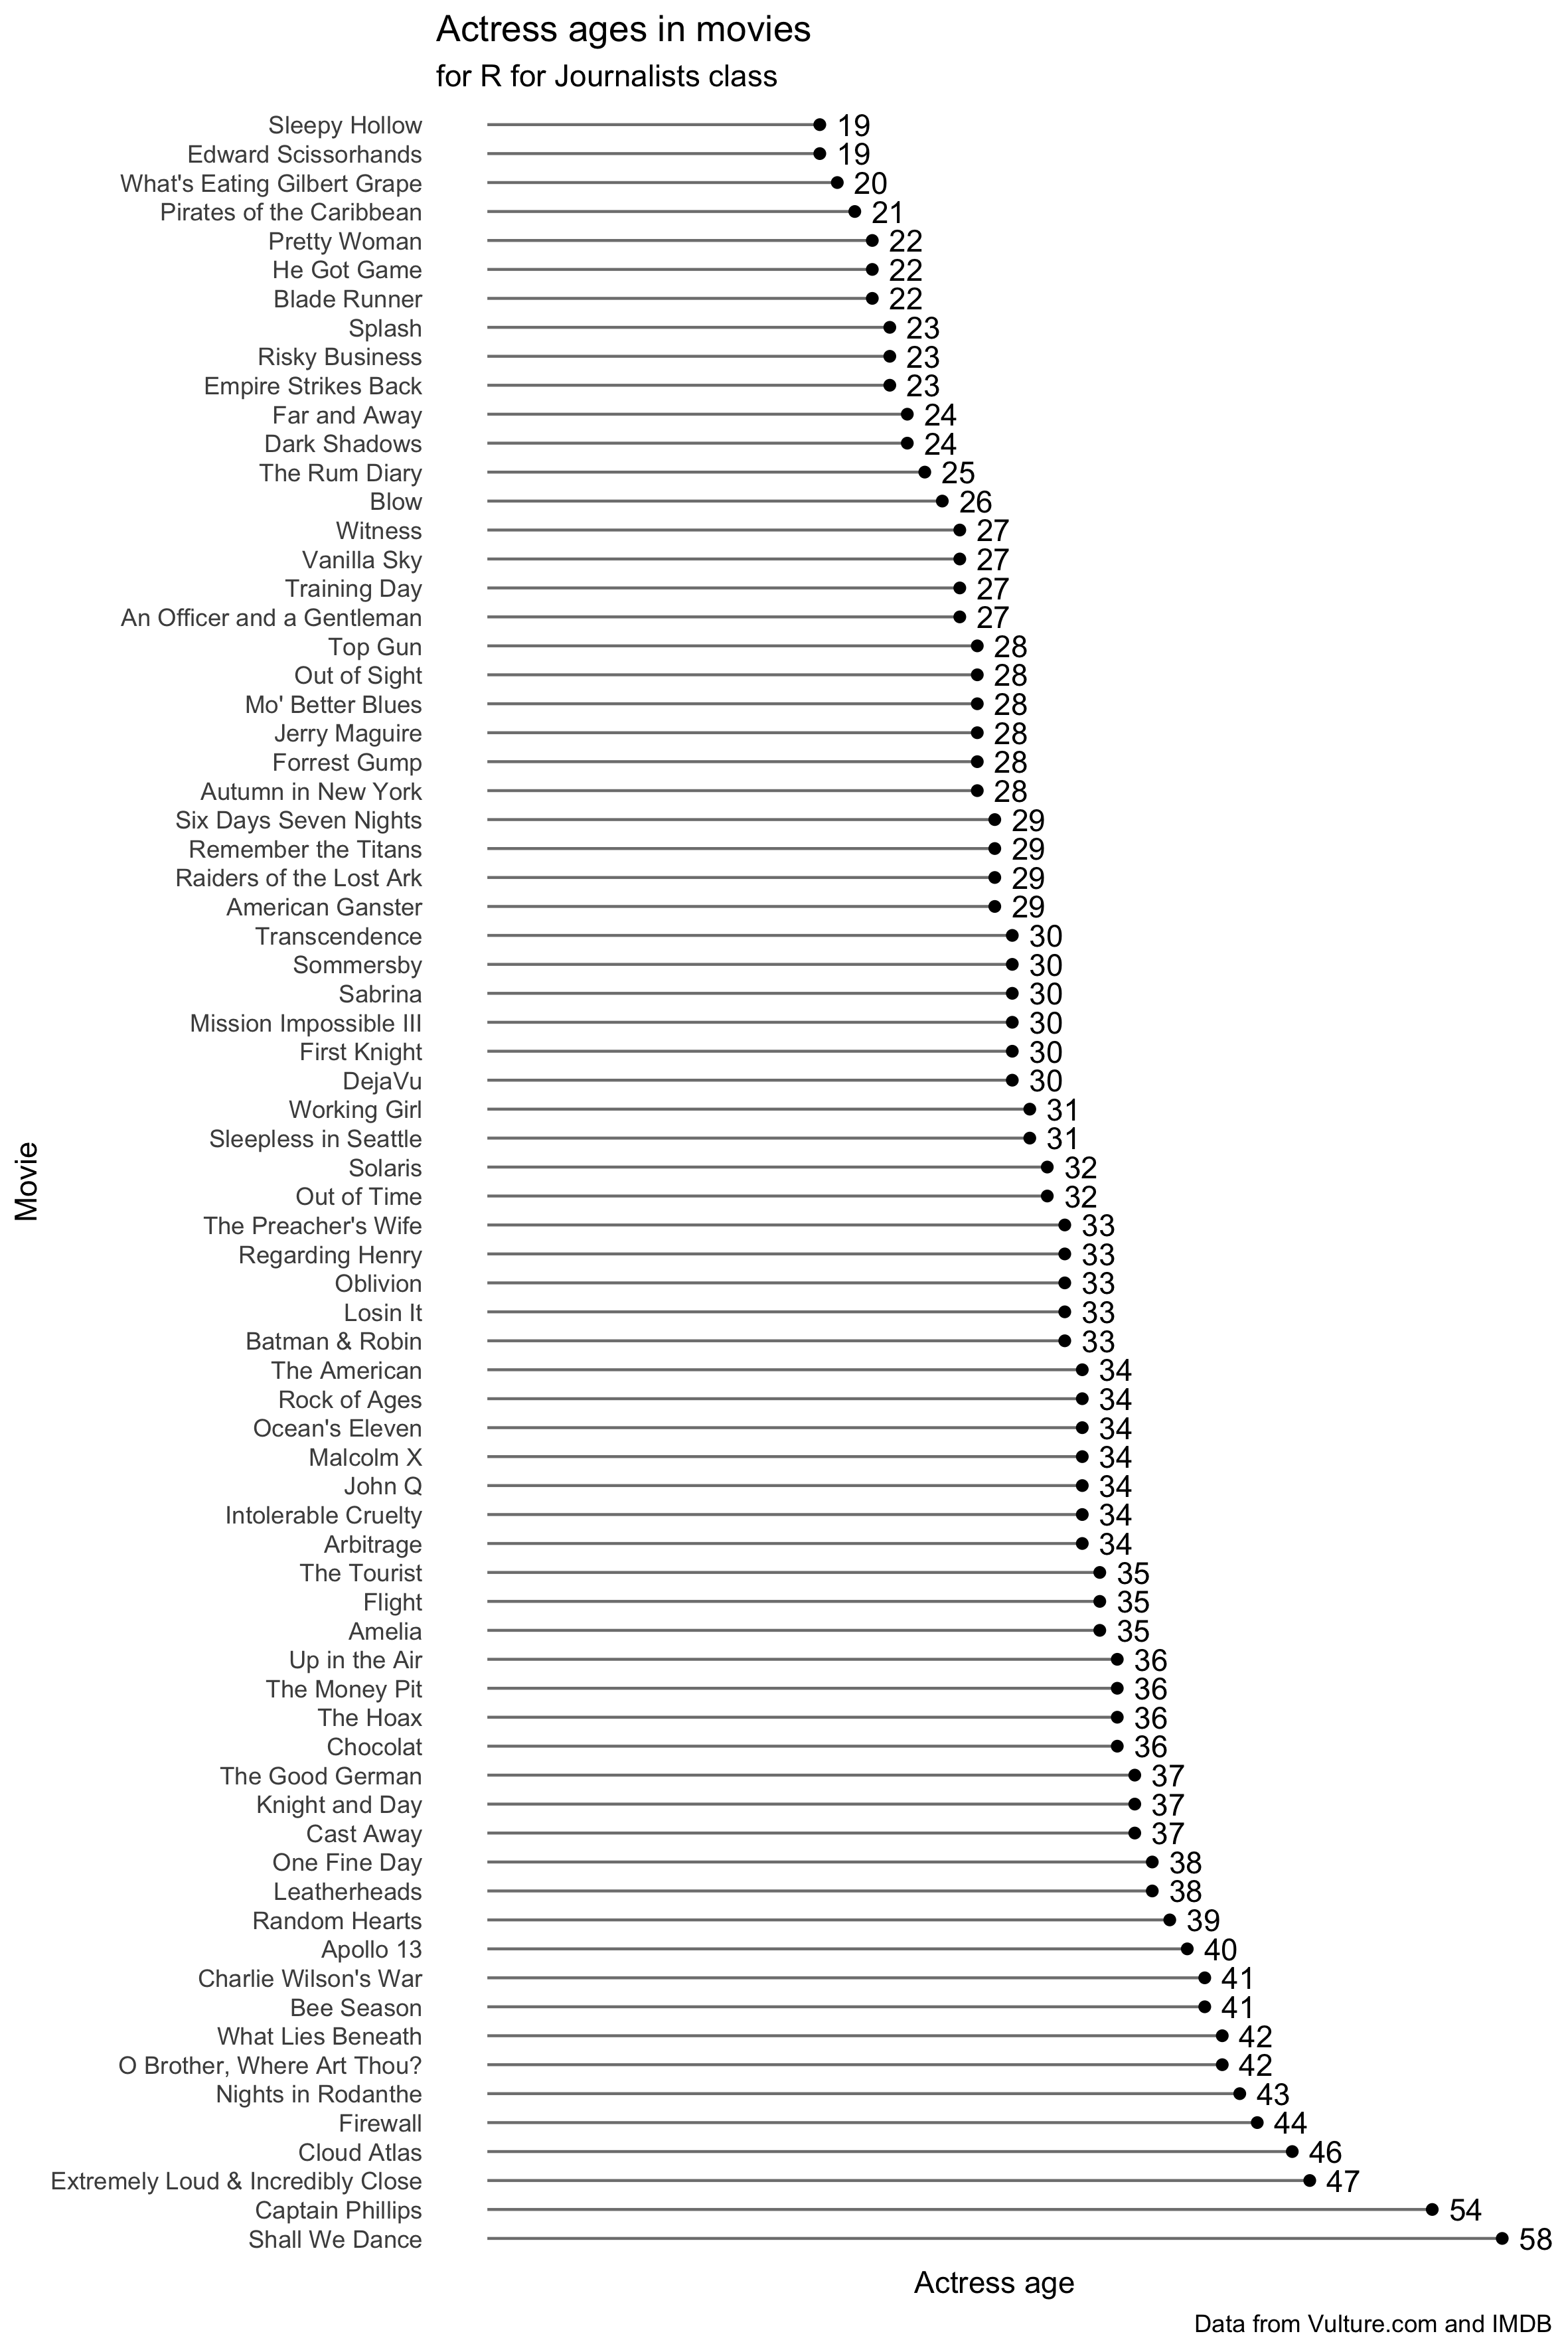 Actress ages in movies
for R for Journalists class
Sleepy Hollow 19
Edward Scissorhands 19
What's Eating Gilbert Grape 20
Pirates of the Caribbean 21
Pretty Woman 22
He Got Game 22
Blade Runner 22
Splash 23
Risky Business 23
Empire Strikes Back 23
Far and Away 24
Dark Shadows 24
The Rum Diary 25
Blow 26
Witness 27
Vanilla Sky 27
Training Day 27
An Officer and a Gentleman 27
Top Gun 28
Out of Sight 28
Mo' Better Blues 28
Jerry Maguire 28
Forrest Gump 28
Autumn in New York 28
Six Days Seven Nights 29
Remember the Titans 29
Raiders of the Lost Ark 29
American Ganster 29
Transcendence 30
Sommersby 30
Sabrina 30
Mission Impossible III 30
First Knight 30
DejaVu 30
Working Girl 31
Sleepless in Seattle 31
Solaris 32
Out of Time 32
The Preacher's Wife 33
Regarding Henry 33
Oblivion 33
Losin It 33
Batman & Robin 33
The American 34
Rock of Ages 34
Ocean's Eleven 34
Malcolm X 34
John Q 34
Intolerable Cruelty 34
Arbitrage 34
The Tourist 35
Flight 35
Amelia 35
Up in the Air 36
The Money Pit 36
The Hoax 36
Chocolat 36
The Good German 37
Knight and Day 37
Cast Away 37
One Fine Day 38
Leatherheads 38
Random Hearts 39
Apollo 13 40
Charlie Wilson's War 41
Bee Season 41
What Lies Beneath 42
O Brother, Where Art Thou? 42
Nights in Rodanthe 43
Firewall 44
Cloud Atlas 46
Extremely Loud & Incredibly Close 47
Captain Phillips 54
Shall We Dance 58
Movie
Actress age
Data from Vulture.com and IMDB